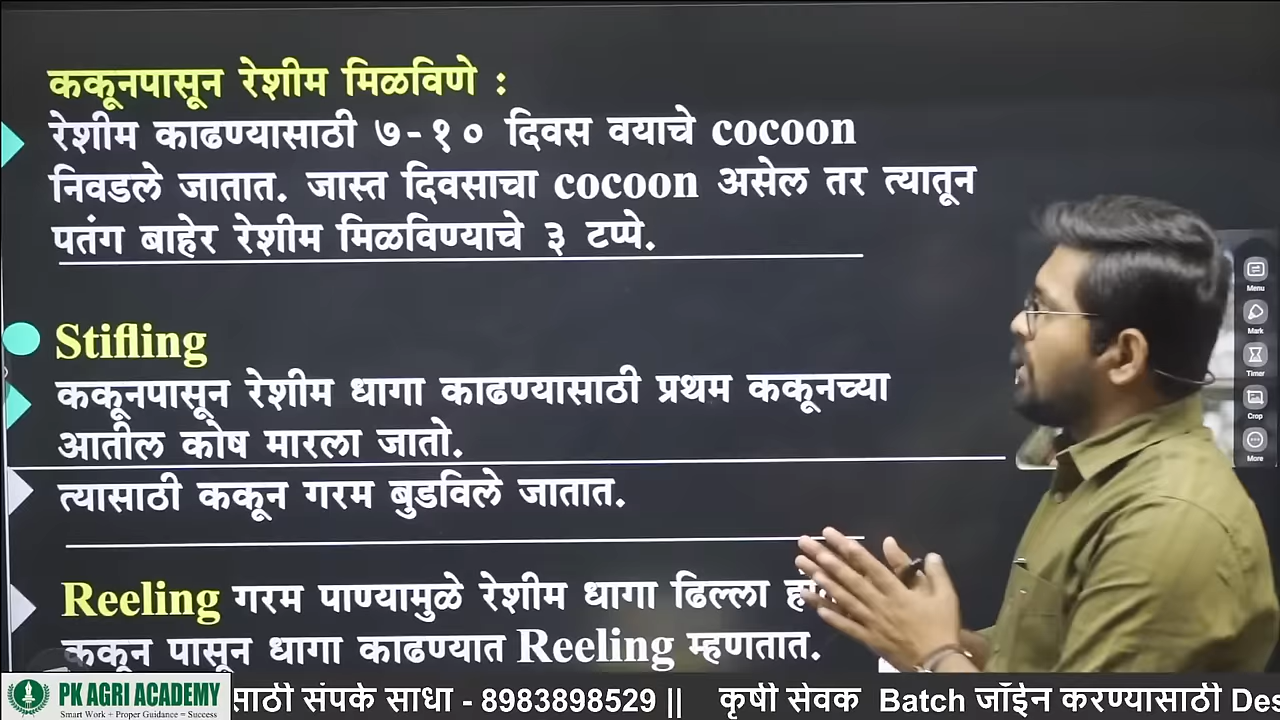 ककूनपासून रेशीम मिळविणे :
रेशीम काढण्यासाठी ७-१० दिवस वयाचे cocoon
निवडले जातात. जास्त दिवसाचा cocoon असेल तर त्यातून
पतंग बाहेर रेशीम मिळविण्याचे ३ टप्पे.
Stifling
ककूनपासून रेशीम धागा काढण्यासाठी प्रथम ककूनच्या
आतील कोष मारला जातो.
त्यासाठी ककून गरम बुडविले जातात.
Reeling गरम पाण्यामुळे रेशीम धागा ढिल्ला
ककून पासून धागा काढण्यात Reeling म्हणतात.
Menu
Mark
Timer
Crop
More
PK AGRI ACADEMY
Smart Work + Proper Guidance = Success
साठी संपर्क साधा - 8983898529 || कृषी सेवक Batch जॉईन करण्यासाठी Des